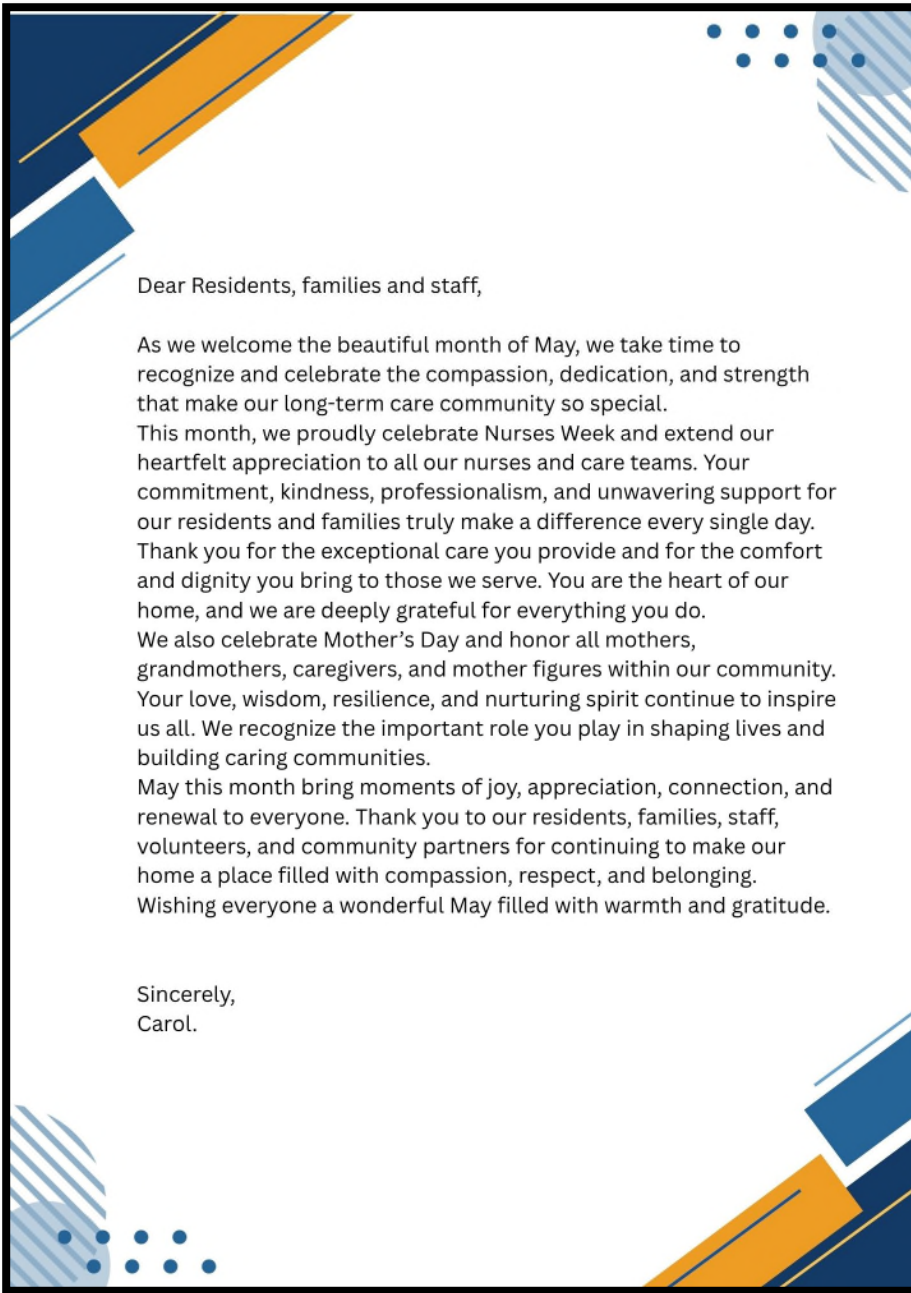 Dear Residents, families and staff,
As we welcome the beautiful month of May, we take time to
recognize and celebrate the compassion, dedication, and strength
that make our long-term care community so special.
This month, we proudly celebrate Nurses Week and extend our
heartfelt appreciation to all our nurses and care teams. Your
commitment, kindness, professionalism, and unwavering support for
our residents and families truly make a difference every single day.
Thank you for the exceptional care you provide and for the comfort
and dignity you bring to those we serve. You are the heart of our
home, and we are deeply grateful for everything you do.
We also celebrate Mother’s Day and honor all mothers,
grandmothers, caregivers, and mother figures within our community.
Your love, wisdom, resilience, and nurturing spirit continue to inspire
us all. We recognize the important role you play in shaping lives and
building caring communities.
May this month bring moments of joy, appreciation, connection, and
renewal to everyone. Thank you to our residents, families, staff,
volunteers, and community partners for continuing to make our
home a place filled with compassion, respect, and belonging.
Wishing everyone a wonderful May filled with warmth and gratitude.
Sincerely,
Carol.